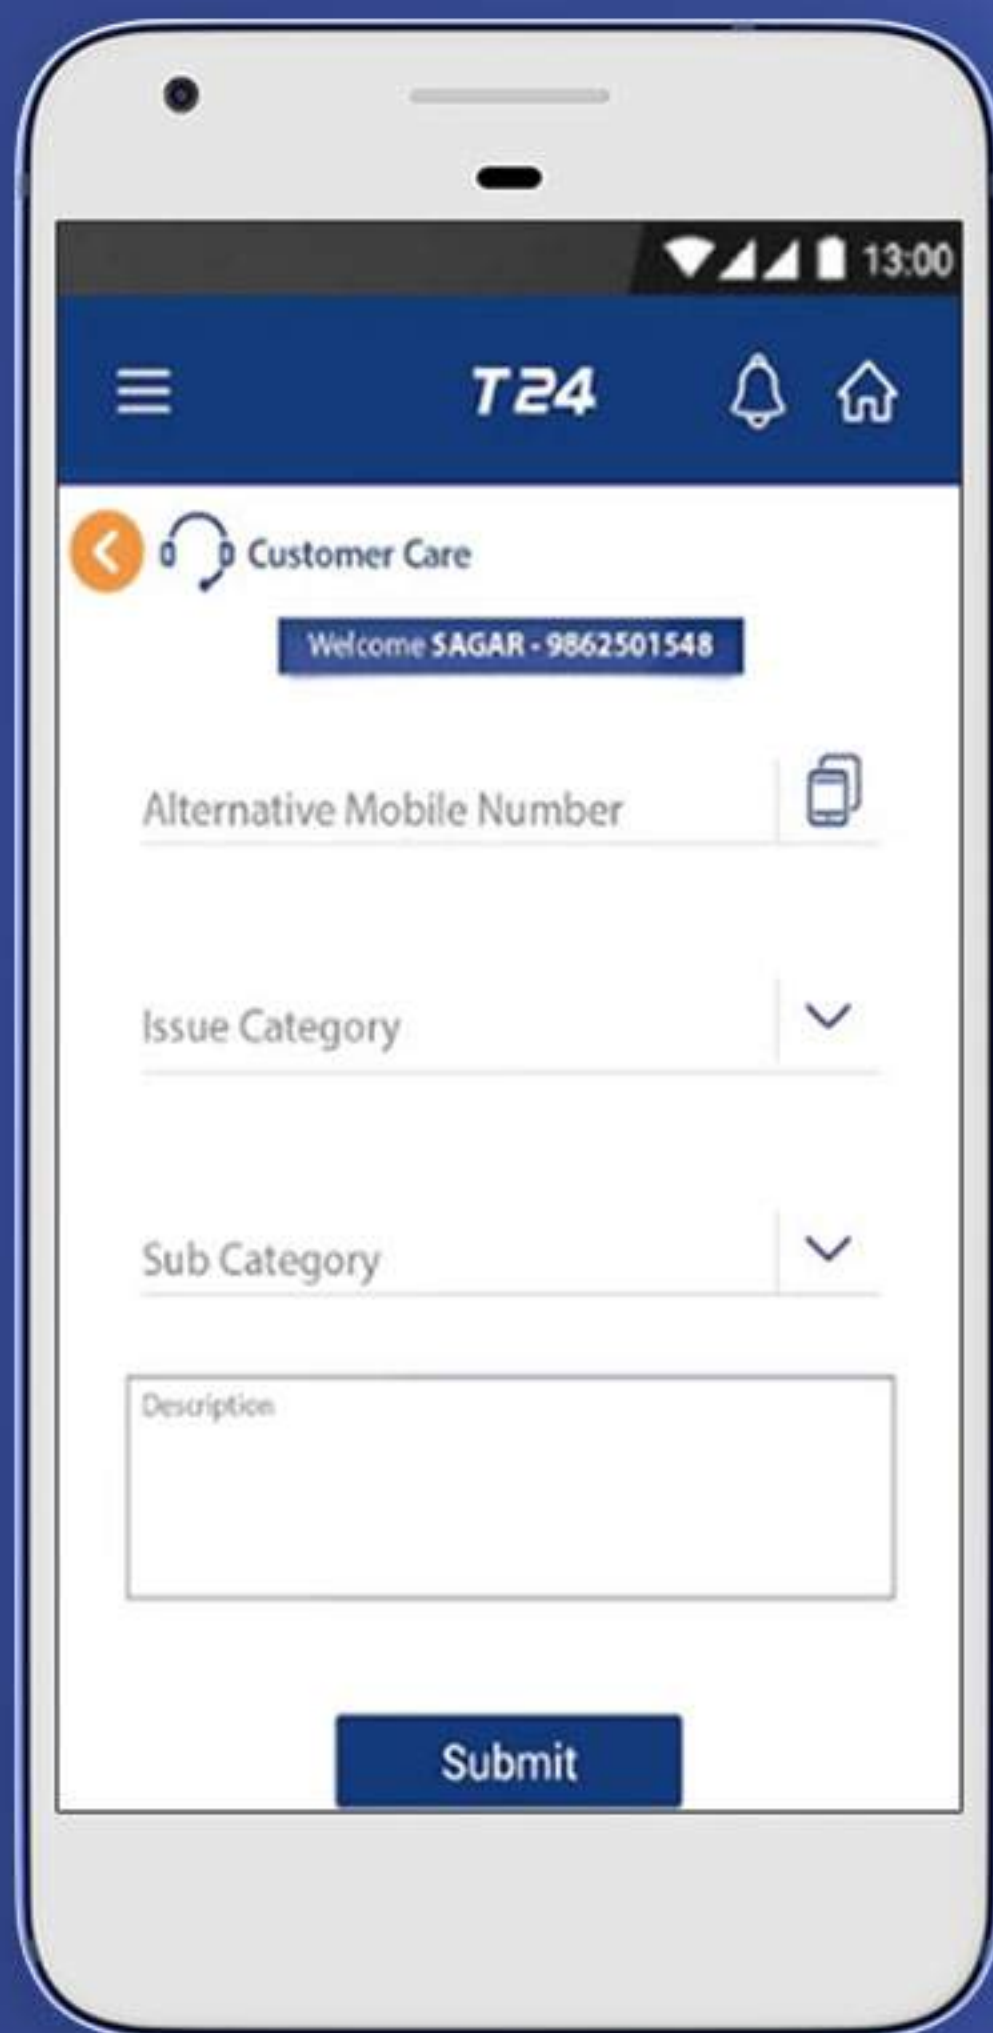 13:00
T24
Customer Care
Welcome SAGAR - 9862501548
Alternative Mobile Number
Issue Category
Sub Category
Description
Submit